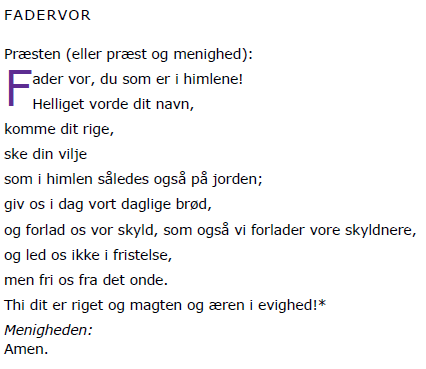 FADERVOR
Præsten (eller præst og menighed):
Fader vor, du som er i himlene!
Helliget vorde dit navn,
komme dit rige,
ske din vilje
som i himlen således også på jorden;
giv os i dag vort daglige brød,
og forlad os vor skyld, som også vi forlader vore skyldnere,
og led os ikke i fristelse,
men fri os fra det onde.
Thi dit er riget og magten og æren i evighed!*
Menigheden:
Amen.